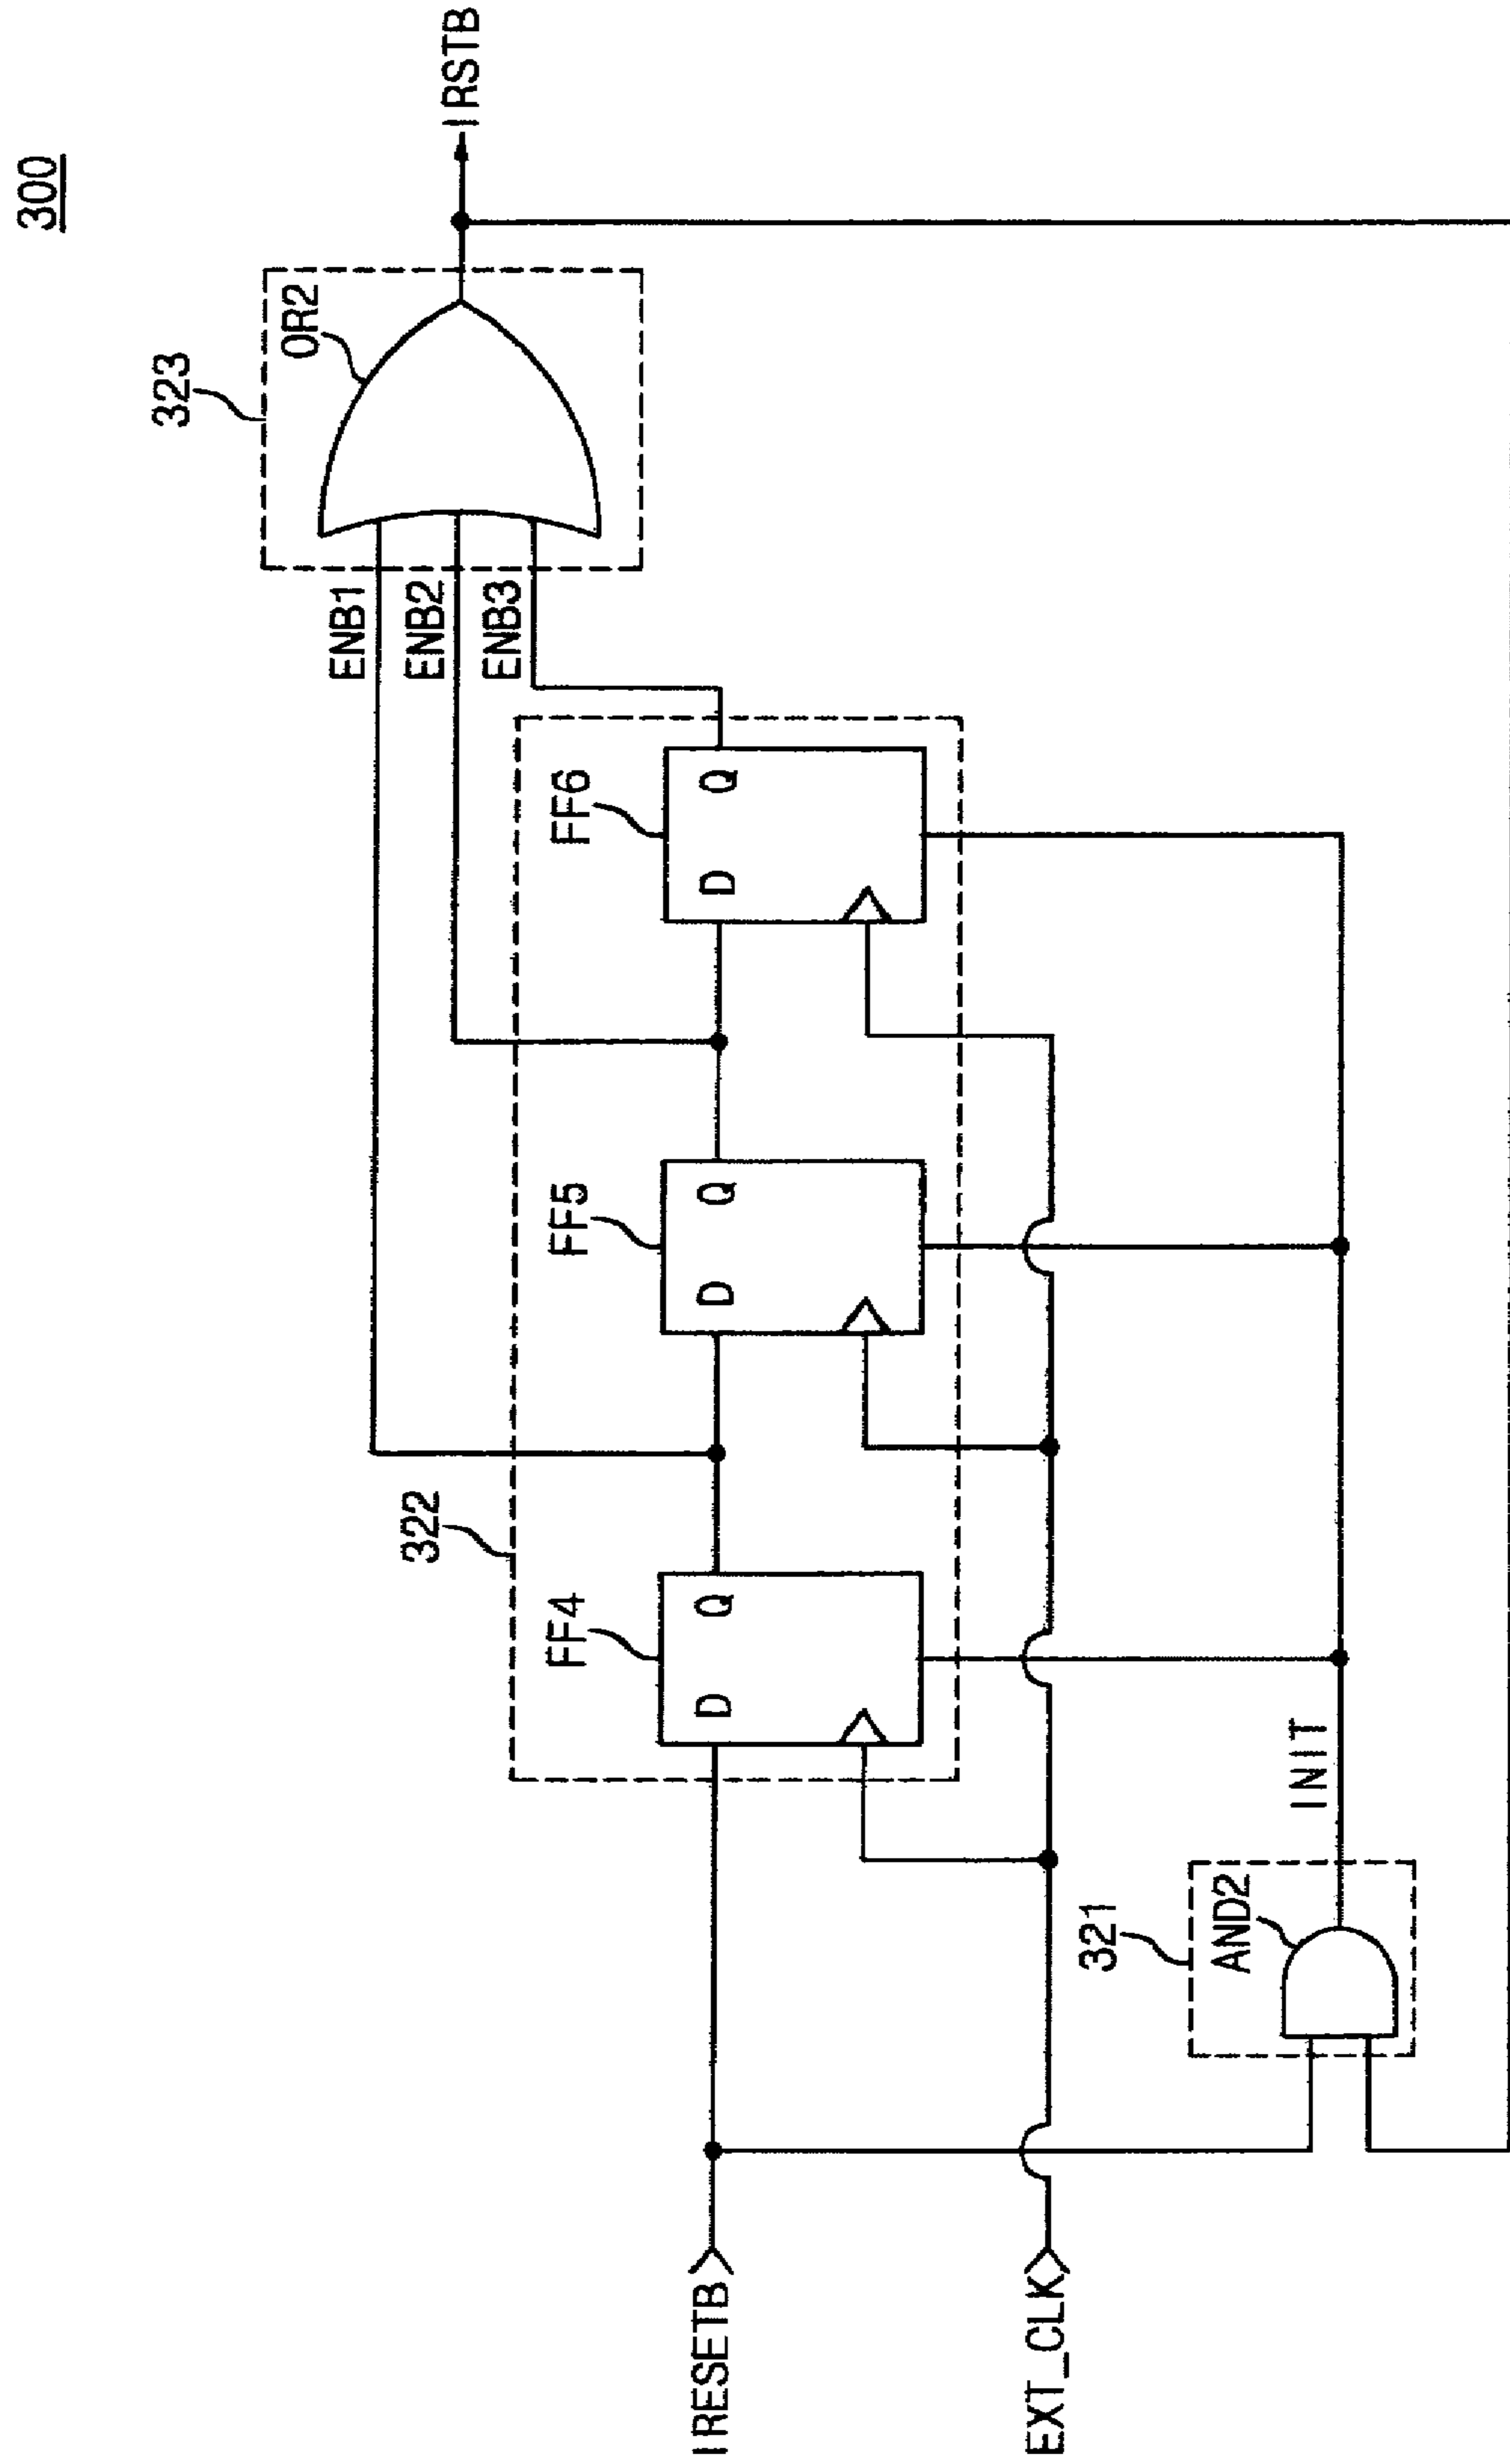 300
323
OR2
IRSTB
ENB1
ENB2
ENB3
322
FF4
FF5
FF6
D
Q
D
Q
D
Q
IRESETB
EXT_CLK
321
AND2
INIT